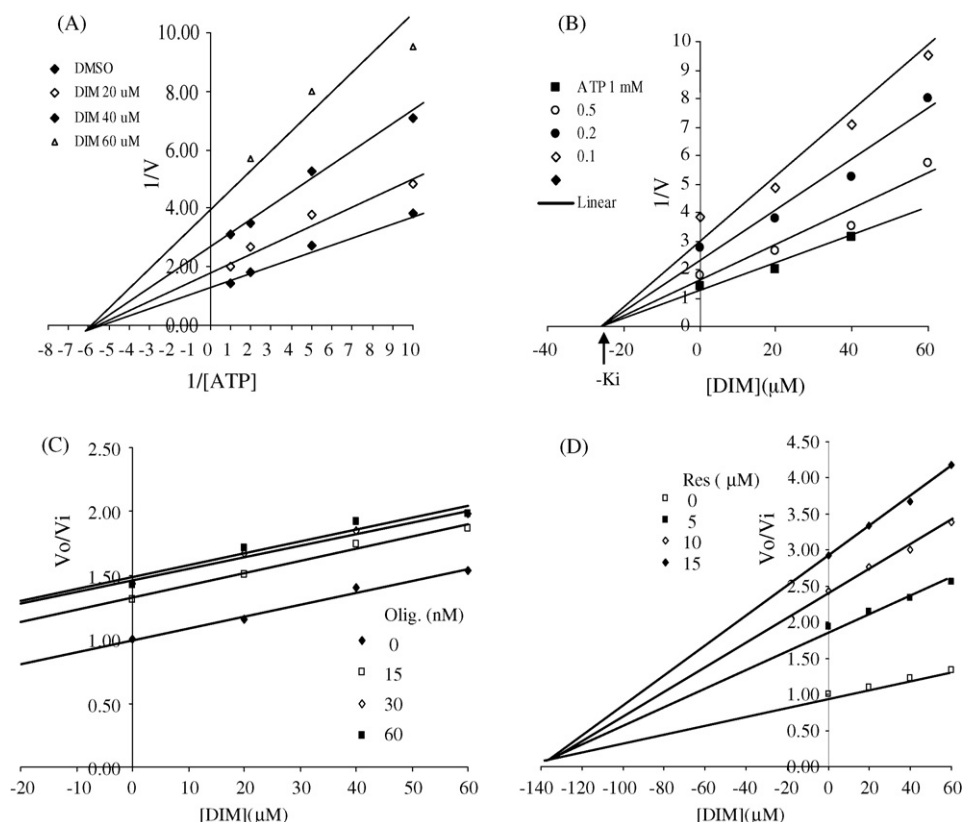 (A)
DMSO
DIM 20 uM
DIM 40 uM
DIM 60 uM
1/V
10.00
8.00
6.00
4.00
2.00
0.00
-8 -7 -6 -5 -4 -3 -2 -1 0 1 2 3 4 5 6 7 8 9 10
1/[ATP]
(B)
ATP 1 mM
0.5
0.2
0.1
Linear
1/V
10
9
8
7
6
5
4
3
2
1
0
-40 -20 0 20 40 60
-Ki
[DIM](μM)
(C)
Vo/Vi
2.50
2.00
1.50
1.00
0.50
0.00
Olig. (nM)
0
15
30
60
-20 -10 0 10 20 30 40 50 60
[DIM](μM)
(D)
Res ( μM)
0
5
10
15
Vo/Vi
4.50
4.00
3.50
3.00
2.50
2.00
1.50
1.00
0.50
0.00
-140 -120 -100 -80 -60 -40 -20 0 20 40 60
[DIM](μM)